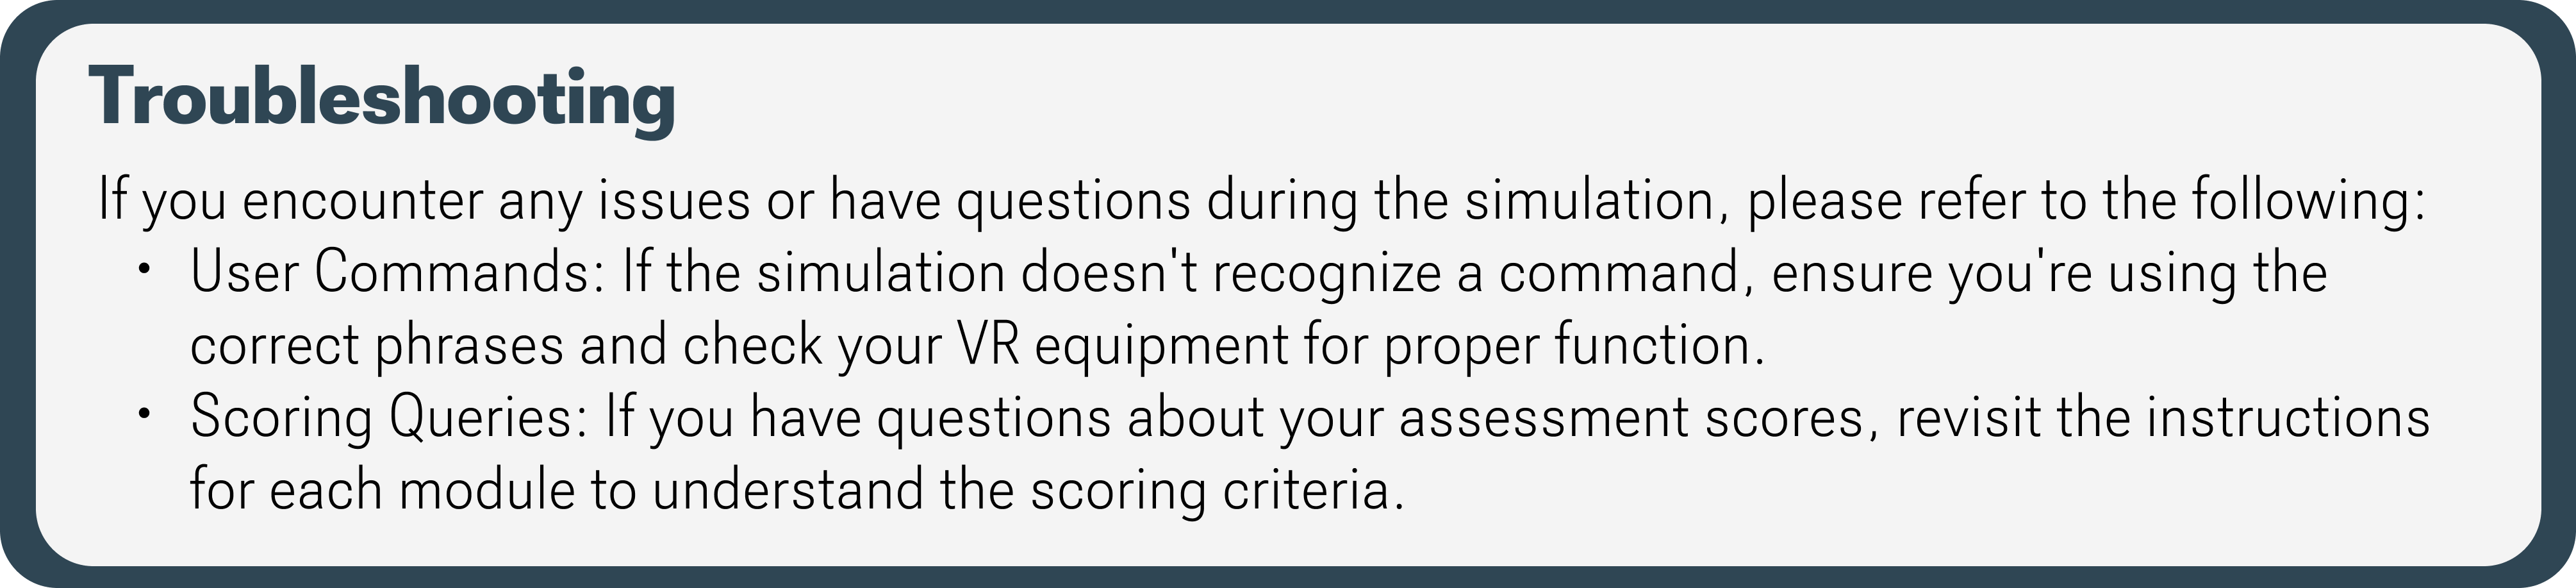 Troubleshooting
If you encounter any issues or have questions during the simulation, please refer to the following:
• User Commands: If the simulation doesn't recognize a command, ensure you're using the
correct phrases and check your VR equipment for proper function.
• Scoring Queries: If you have questions about your assessment scores, revisit the instructions
for each module to understand the scoring criteria.